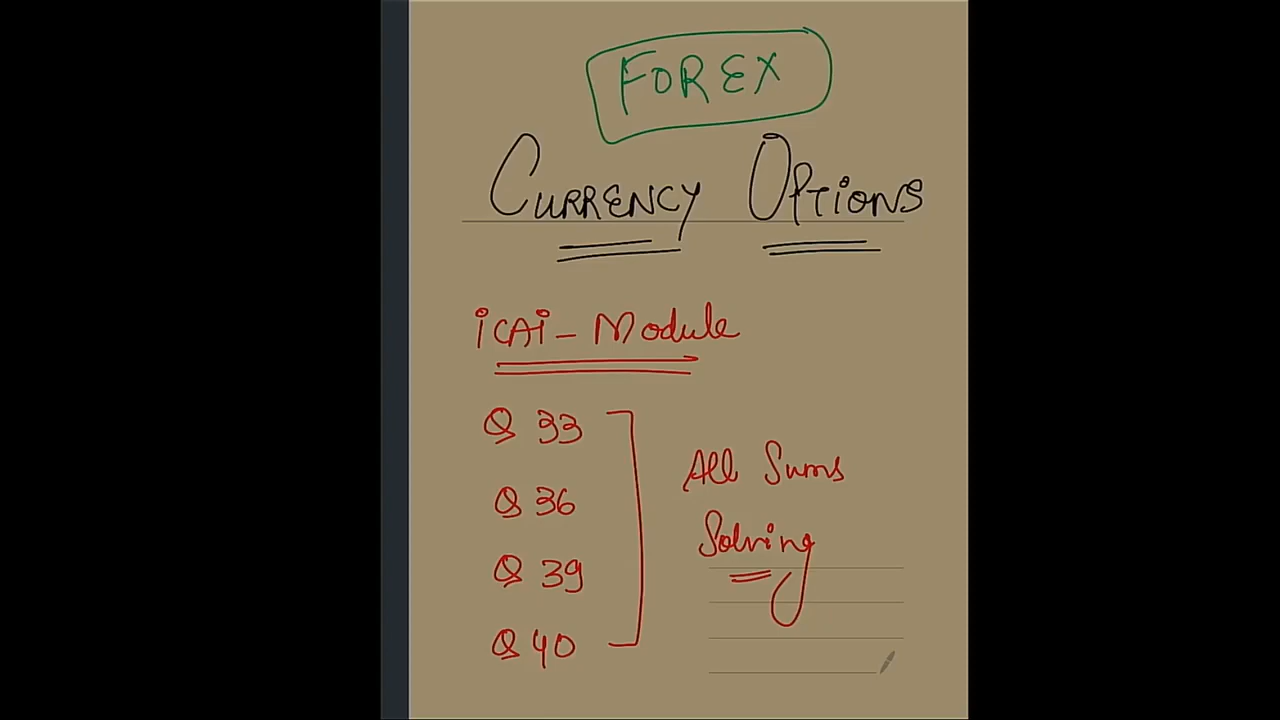 FOREX
CURRENCY OPTIONS
iCAi - Module
Q 33
Q 36
Q 39
Q 40
All Sums
Solving